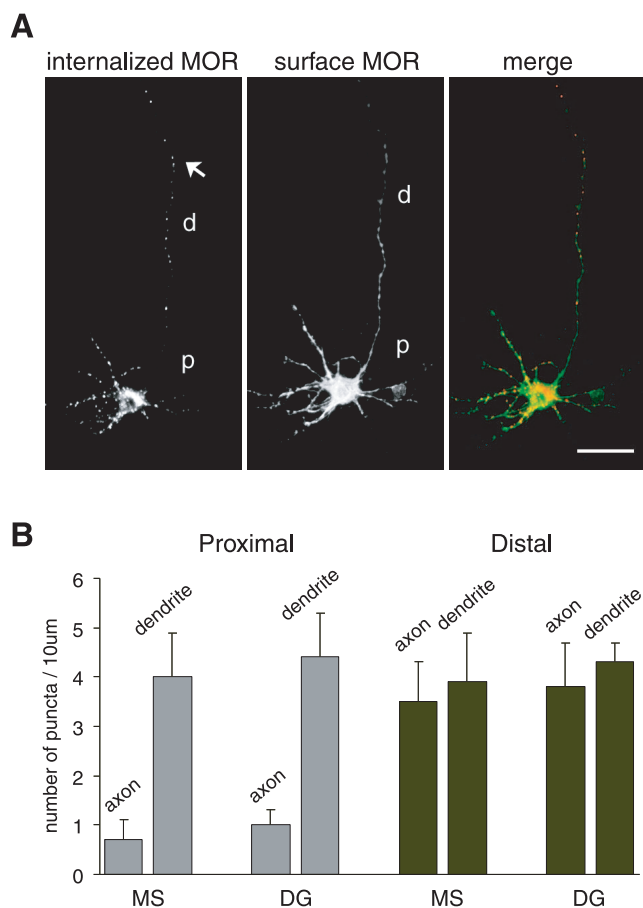 A
internalized MOR
surface MOR
merge
d
p
d
p
B
Proximal
Distal
number of puncta / 10um
6
5
4
3
2
1
0
axon
dendrite
axon
dendrite
axon
dendrite
axon
dendrite
MS
DG
MS
DG